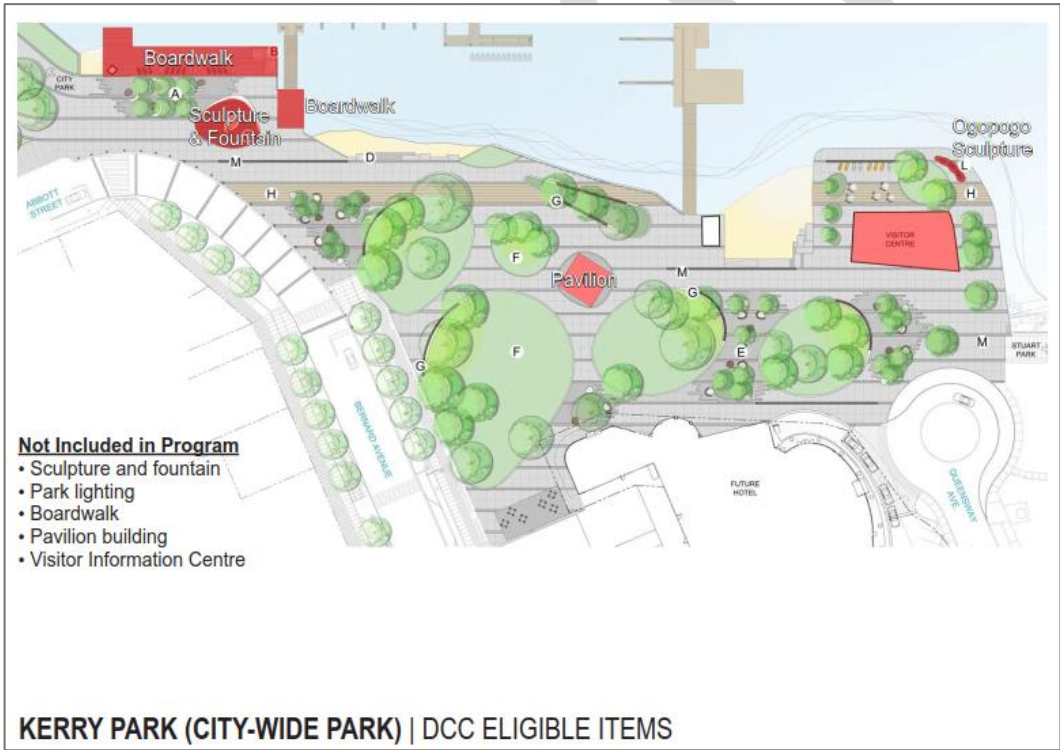 Boardwalk
B
CITY
PARK
A
Boardwalk
Sculpture
& Fountain
Ogopogo
Sculpture
D
M
L
H
H
ABBOTT
STREET
G
VISITOR
CENTRE
F
M
Pavilion
G
M
STUART
PARK
F
E
G
BERNARD AVENUE
Not Included in Program
• Sculpture and fountain
• Park lighting
• Boardwalk
• Pavilion building
• Visitor Information Centre
FUTURE
HOTEL
QUEENSWAY
AVE.
KERRY PARK (CITY-WIDE PARK) | DCC ELIGIBLE ITEMS